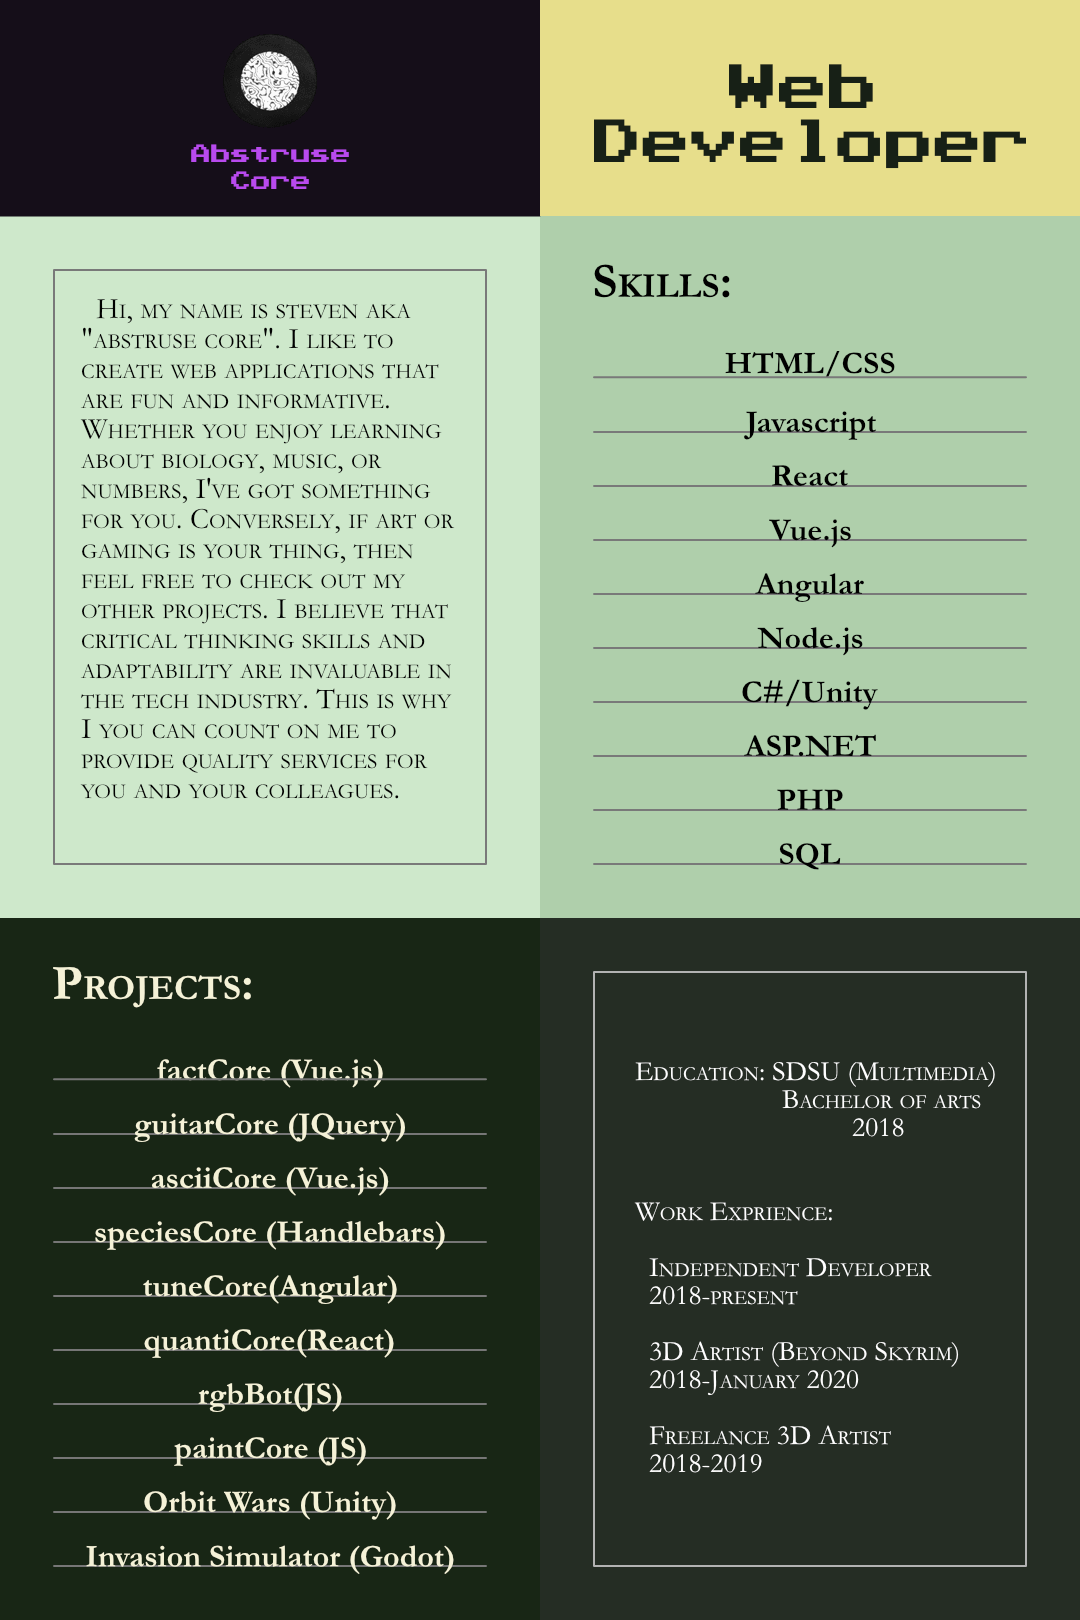 Abstruse
Core
Web
Developer
Hi, my name is steven aka
"abstruse core". I like to
create web applications that
are fun and informative.
Whether you enjoy learning
about biology, music, or
numbers, I've got something
for you. Conversely, if art or
gaming is your thing, then
feel free to check out my
other projects. I believe that
critical thinking skills and
adaptability are invaluable in
the tech industry. This is why
I you can count on me to
provide quality services for
you and your colleagues.
Skills:
HTML/CSS
Javascript
React
Vue.js
Angular
Node.js
C#/Unity
ASP.NET
PHP
SQL
Projects:
factCore (Vue.js)
guitarCore (JQuery)
asciiCore (Vue.js)
speciesCore (Handlebars)
tuneCore(Angular)
quantiCore(React)
rgbBot(JS)
paintCore (JS)
Orbit Wars (Unity)
Invasion Simulator (Godot)
Education: SDSU (Multimedia)
Bachelor of arts
2018
Work Exprience:
Independent Developer
2018-present
3D Artist (Beyond Skyrim)
2018-January 2020
Freelance 3D Artist
2018-2019